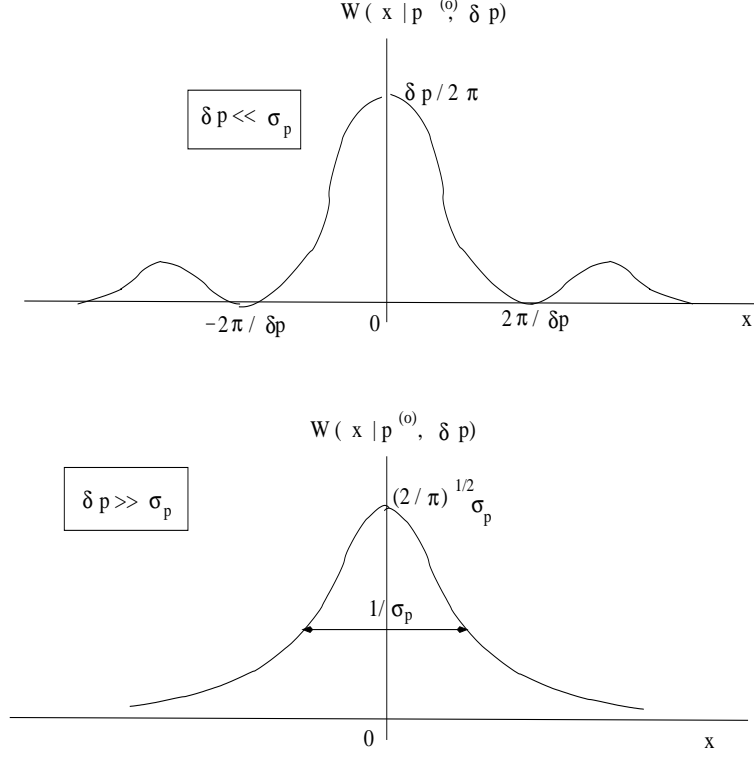 W ( x | p (o), δ p)
δ p / 2 π
δ p << σp
−2 π / δp
0
2 π / δp
x
W ( x | p (o), δ p)
δ p >> σp
(2 / π) 1/2 σp
1/ σp
0
x